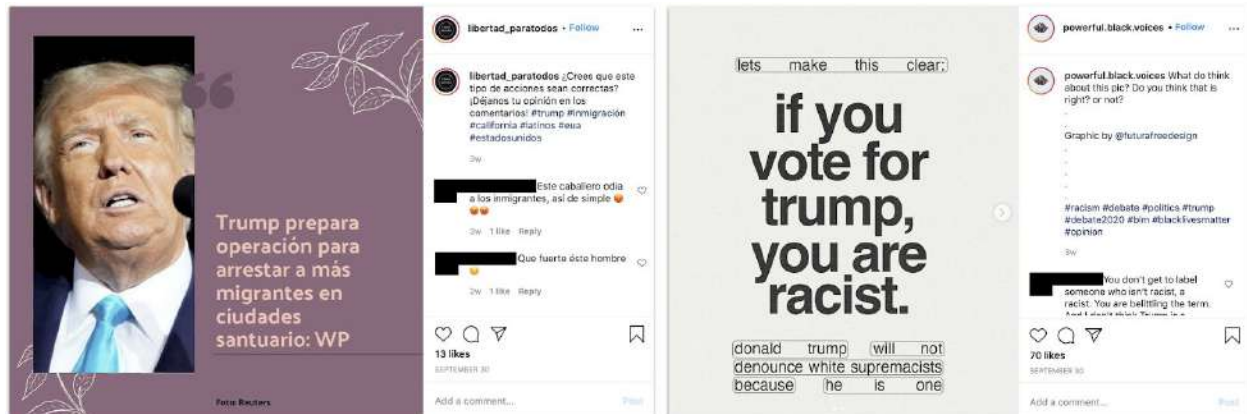 Trump prepara
operación para
arrestar a más
migrantes en
ciudades
santuario: WP
Foto: Reuters
libertad_paratodos • Follow
libertad_paratodos ¿Crees que este
tipo de acciones sean correctas?
¡Déjanos tu opinión en los
comentarios! #trump #inmigración
#california #latinos #eua
#estadosunidos
3w
Este caballero odia
a los inmigrantes, así de simple
2w 1 like Reply
Que fuerte éste hombre
2w 1 like Reply
13 likes
SEPTEMBER 30
Add a comment...
Post
lets make this clear;
if you
vote for
trump,
you are
racist.
donald trump will not
denounce white supremacists
because he is one
powerful.black.voices • Follow
powerful.black.voices What do think
about this pic? Do you think that is
right? or not?
.
Graphic by @futurafreedesign
.
.
.
.
.
#racism #debate #politics #trump
#debate2020 #blm #blacklivesmatter
#opinion
3w
You don't get to label
someone who isn't racist, a
racist. You are belittling the term.
And I don't think Trump is a
70 likes
SEPTEMBER 30
Add a comment...
Post